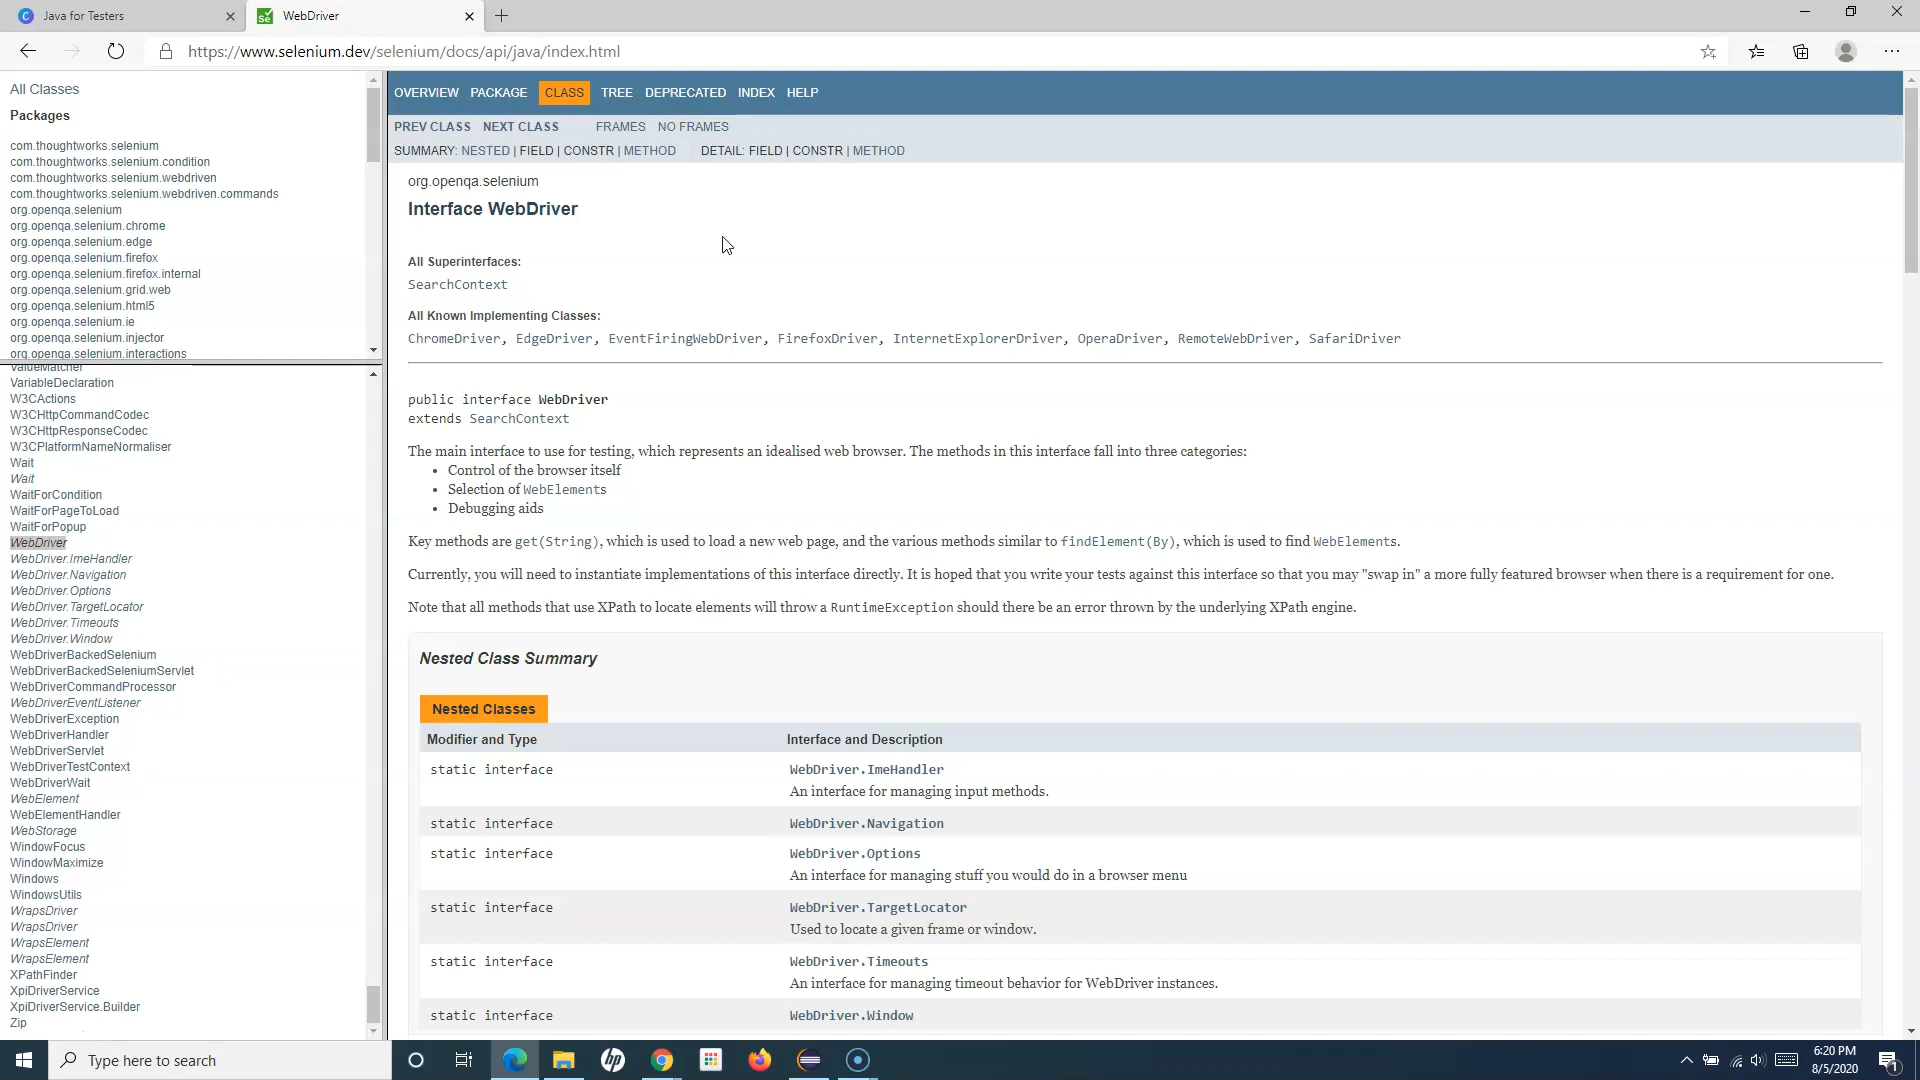 Java for Testers
WebDriver
https://www.selenium.dev/selenium/docs/api/java/index.html
All Classes
Packages
com.thoughtworks.selenium
com.thoughtworks.selenium.condition
com.thoughtworks.selenium.webdriven
com.thoughtworks.selenium.webdriven.commands
org.openqa.selenium
org.openqa.selenium.chrome
org.openqa.selenium.edge
org.openqa.selenium.firefox
org.openqa.selenium.firefox.internal
org.openqa.selenium.grid.web
org.openqa.selenium.html5
org.openqa.selenium.ie
org.openqa.selenium.injector
org.openqa.selenium.interactions
ValueMatcher
VariableDeclaration
W3CActions
W3CHttpCommandCodec
W3CHttpResponseCodec
W3CPlatformNameNormaliser
Wait
Wait
WaitForCondition
WaitForPageToLoad
WaitForPopup
WebDriver
WebDriver.ImeHandler
WebDriver.Navigation
WebDriver.Options
WebDriver.TargetLocator
WebDriver.Timeouts
WebDriver.Window
WebDriverBackedSelenium
WebDriverBackedSeleniumServlet
WebDriverCommandProcessor
WebDriverEventListener
WebDriverException
WebDriverHandler
WebDriverServlet
WebDriverTestContext
WebDriverWait
WebElement
WebElementHandler
WebStorage
WindowFocus
WindowMaximize
Windows
WindowsUtils
WrapsDriver
WrapsDriver
WrapsElement
WrapsElement
XPathFinder
XpiDriverService
XpiDriverService.Builder
Zip
OVERVIEW PACKAGE CLASS TREE DEPRECATED INDEX HELP
PREV CLASS NEXT CLASS FRAMES NO FRAMES
SUMMARY: NESTED | FIELD | CONSTR | METHOD DETAIL: FIELD | CONSTR | METHOD
org.openqa.selenium
Interface WebDriver
All Superinterfaces:
SearchContext
All Known Implementing Classes:
ChromeDriver, EdgeDriver, EventFiringWebDriver, FirefoxDriver, InternetExplorerDriver, OperaDriver, RemoteWebDriver, SafariDriver
public interface WebDriver
extends SearchContext
The main interface to use for testing, which represents an idealised web browser. The methods in this interface fall into three categories:
• Control of the browser itself
• Selection of WebElements
• Debugging aids
Key methods are get(String), which is used to load a new web page, and the various methods similar to findElement(By), which is used to find WebElements.
Currently, you will need to instantiate implementations of this interface directly. It is hoped that you write your tests against this interface so that you may "swap in" a more fully featured browser when there is a requirement for one.
Note that all methods that use XPath to locate elements will throw a RuntimeException should there be an error thrown by the underlying XPath engine.
Nested Class Summary
Nested Classes
Modifier and Type Interface and Description
static interface WebDriver.ImeHandler
An interface for managing input methods.
static interface WebDriver.Navigation
static interface WebDriver.Options
An interface for managing stuff you would do in a browser menu
static interface WebDriver.TargetLocator
Used to locate a given frame or window.
static interface WebDriver.Timeouts
An interface for managing timeout behavior for WebDriver instances.
static interface WebDriver.Window
Type here to search
hp
6:20 PM
8/5/2020
1